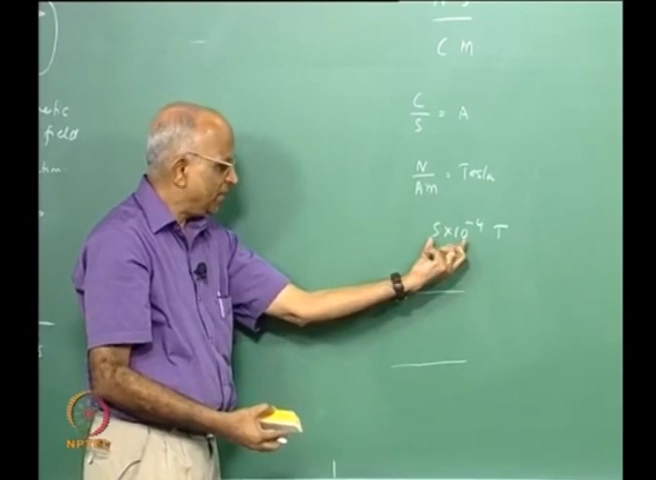 field
C M
C/S = A
N/Am = Tesla
5×10⁻⁴ T
NPTEL